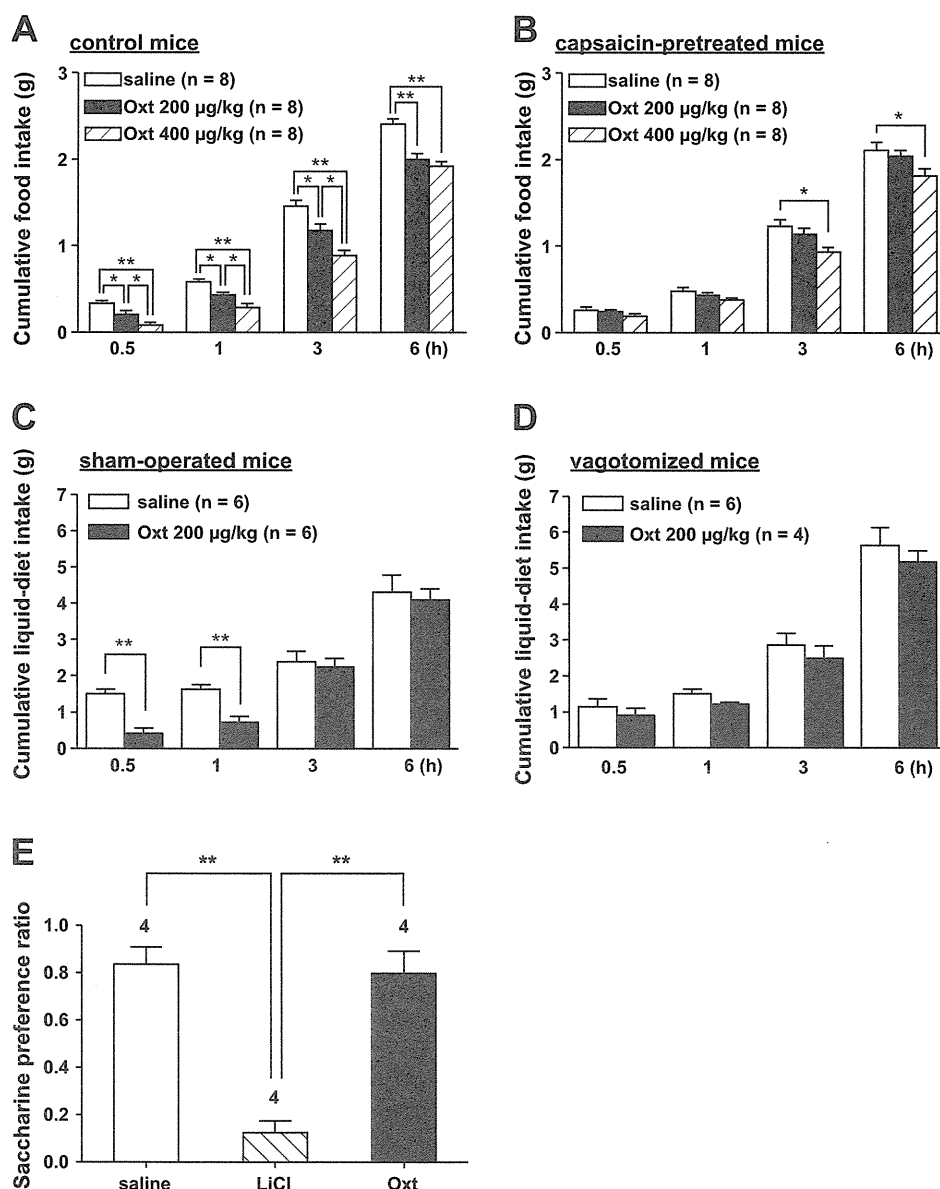 A
control mice
Cumulative food intake (g)
saline (n = 8)
Oxt 200 µg/kg (n = 8)
Oxt 400 µg/kg (n = 8)
3
2
1
0
** * *
** * *
** * *
** **
0.5 1 3 6 (h)
B
capsaicin-pretreated mice
Cumulative food intake (g)
saline (n = 8)
Oxt 200 µg/kg (n = 8)
Oxt 400 µg/kg (n = 8)
3
2
1
0
*
*
0.5 1 3 6 (h)
C
sham-operated mice
Cumulative liquid-diet intake (g)
saline (n = 6)
Oxt 200 µg/kg (n = 6)
7
6
5
4
3
2
1
0
**
**
0.5 1 3 6 (h)
D
vagotomized mice
Cumulative liquid-diet intake (g)
saline (n = 6)
Oxt 200 µg/kg (n = 4)
7
6
5
4
3
2
1
0
0.5 1 3 6 (h)
E
Saccharine preference ratio
** **
1.0
0.8
0.6
0.4
0.2
0.0
4 4 4
saline LiCl Oxt